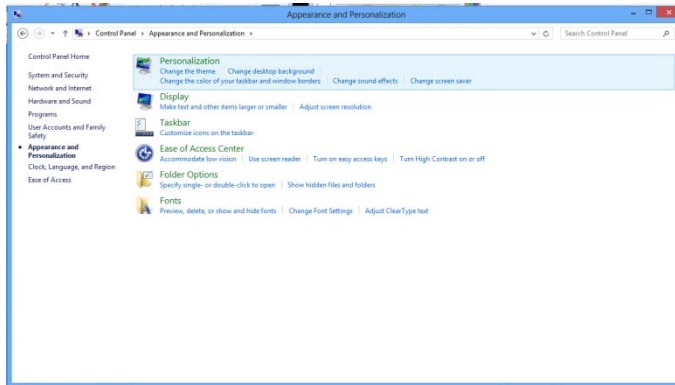 Appearance and Personalization
Control Panel ▸ Appearance and Personalization ▸
Search Control Panel
Control Panel Home
System and Security
Network and Internet
Hardware and Sound
Programs
User Accounts and Family
Safety
Appearance and
Personalization
Clock, Language, and Region
Ease of Access
Personalization
Change the theme | Change desktop background
Change the color of your taskbar and window borders | Change sound effects | Change screen saver
Display
Make text and other items larger or smaller | Adjust screen resolution
Taskbar
Customize icons on the taskbar
Ease of Access Center
Accommodate low vision | Use screen reader | Turn on easy access keys | Turn High Contrast on or off
Folder Options
Specify single- or double-click to open | Show hidden files and folders
Fonts
Preview, delete, or show and hide fonts | Change Font Settings | Adjust ClearType text